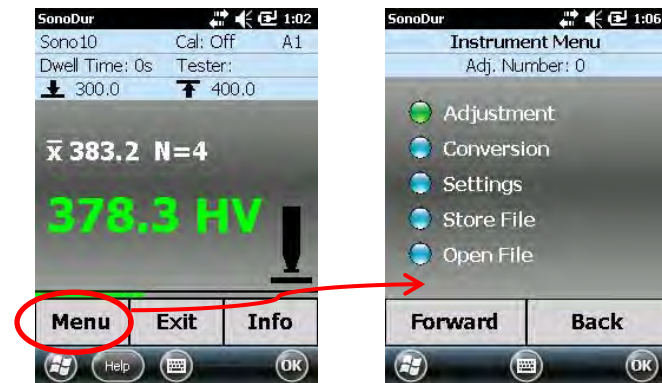 SonoDur 1:02
Sono10 Cal: Off A1
Dwell Time: 0s Tester:
300.0 400.0
x̅ 383.2 N=4
378.3 HV
Menu Exit Info
Help OK
SonoDur 1:06
Instrument Menu
Adj. Number: 0
Adjustment
Conversion
Settings
Store File
Open File
Forward Back
OK